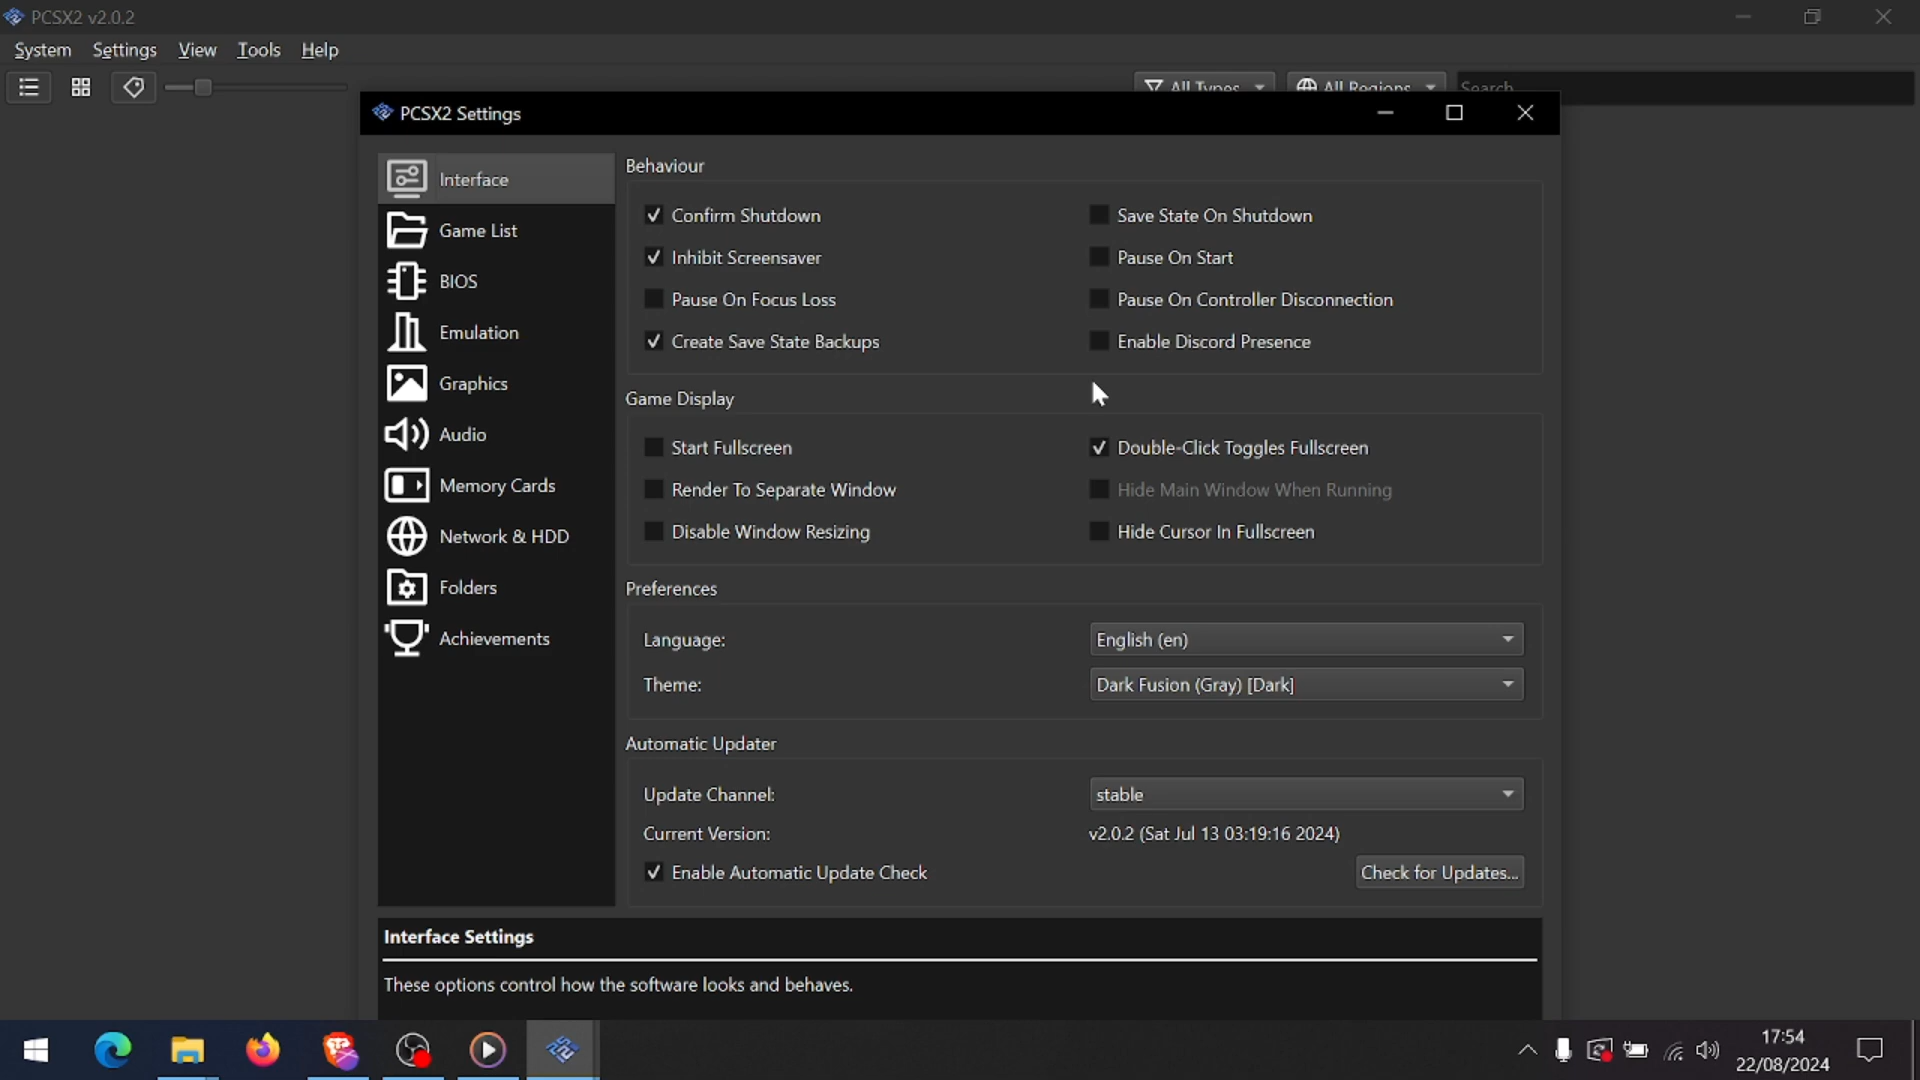 PCSX2 v2.0.2
System Settings View Tools Help
All Types All Regions Search
PCSX2 Settings
Interface
Game List
BIOS
Emulation
Graphics
Audio
Memory Cards
Network & HDD
Folders
Achievements
Behaviour
Confirm Shutdown Save State On Shutdown
Inhibit Screensaver Pause On Start
Pause On Focus Loss Pause On Controller Disconnection
Create Save State Backups Enable Discord Presence
Game Display
Start Fullscreen Double-Click Toggles Fullscreen
Render To Separate Window Hide Main Window When Running
Disable Window Resizing Hide Cursor In Fullscreen
Preferences
Language: English (en)
Theme: Dark Fusion (Gray) [Dark]
Automatic Updater
Update Channel: stable
Current Version: v2.0.2 (Sat Jul 13 03:19:16 2024)
Enable Automatic Update Check Check for Updates...
Interface Settings
These options control how the software looks and behaves.
17:54
22/08/2024